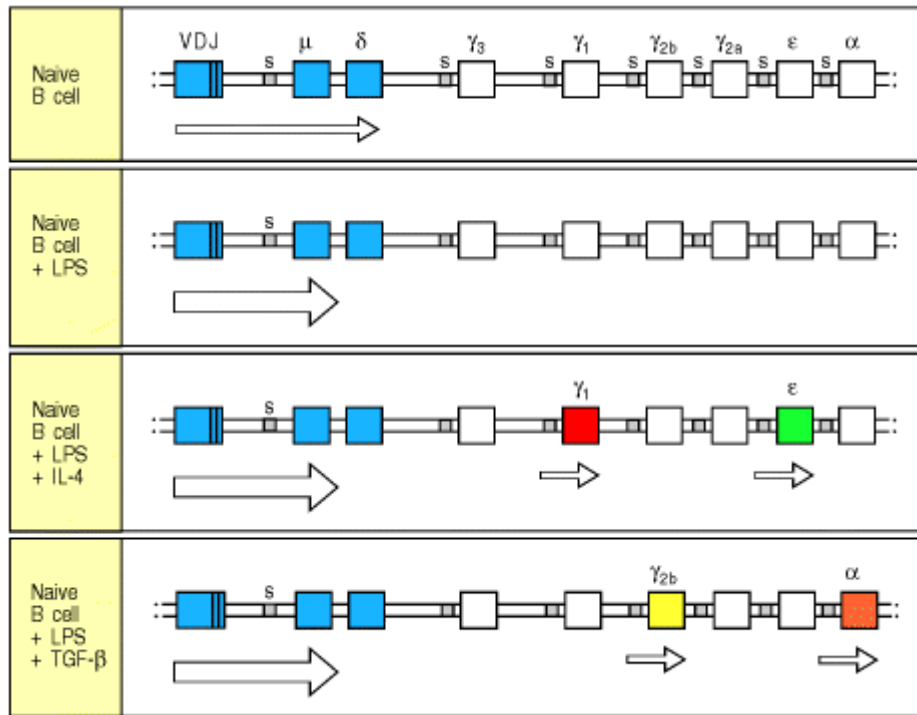 Naive
B cell
VDJ s μ δ s γ3 s γ1 s γ2b s γ2a s ε s α
Naive
B cell
+ LPS
s
Naive
B cell
+ LPS
+ IL-4
s γ1 ε
Naive
B cell
+ LPS
+ TGF-β
s γ2b α